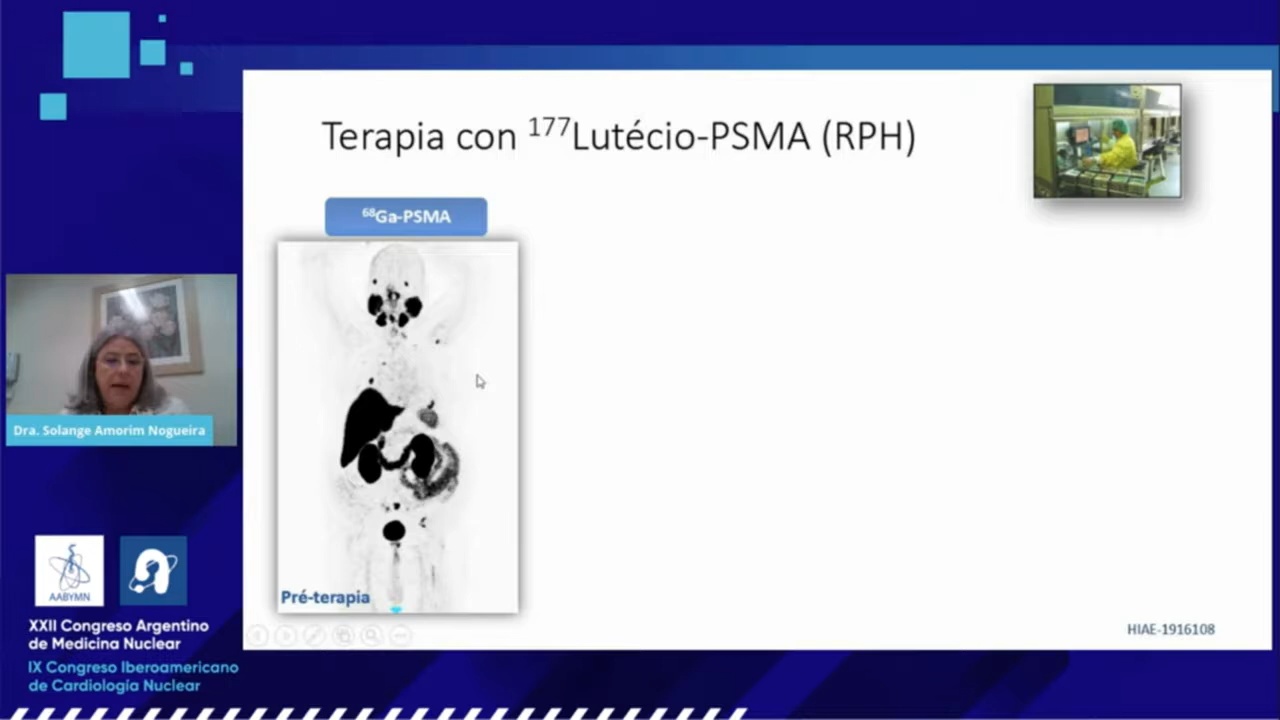 Terapia con ¹⁷⁷Lutécio-PSMA (RPH)
⁶⁸Ga-PSMA
Pré-terapia
HIAE-1916108
Dra. Solange Amorim Nogueira
AABYMN
XXII Congreso Argentino
de Medicina Nuclear
IX Congreso Iberoamericano
de Cardiología Nuclear